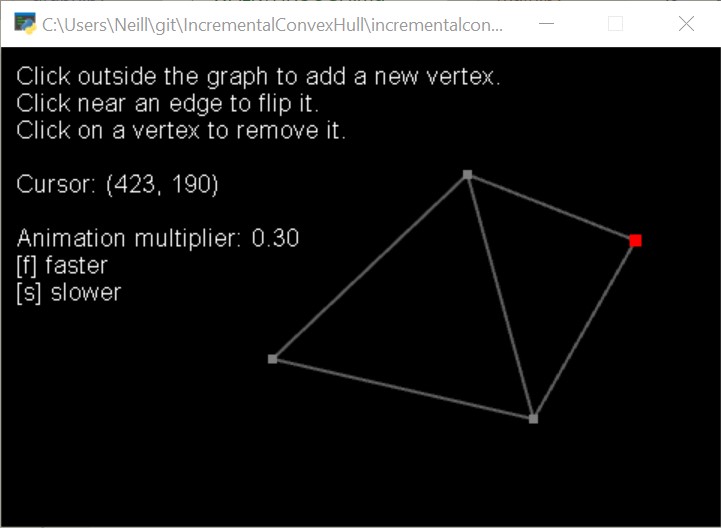 C:\Users\Neill\git\IncrementalConvexHull\incrementalcon...
Click outside the graph to add a new vertex.
Click near an edge to flip it.
Click on a vertex to remove it.
Cursor: (423, 190)
Animation multiplier: 0.30
[f] faster
[s] slower